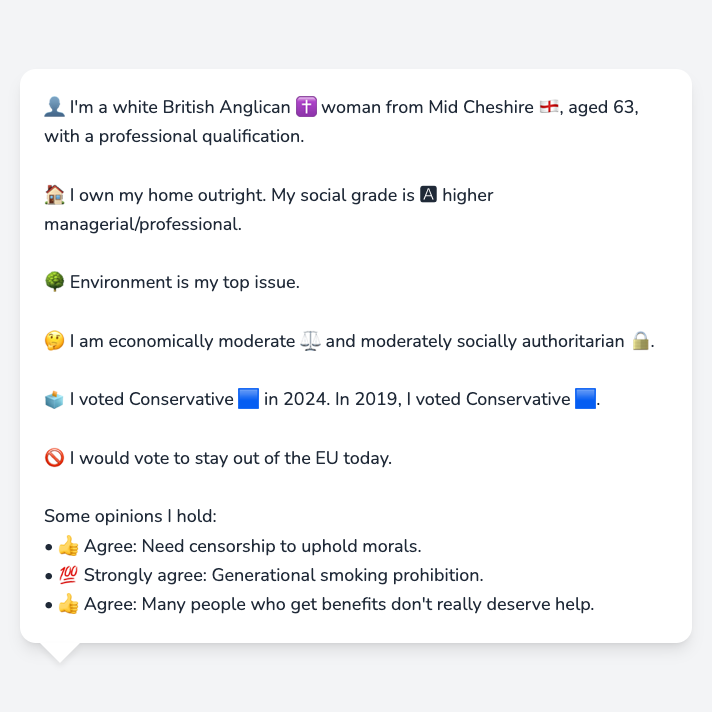 👤 I'm a white British Anglican ✝️ woman from Mid Cheshire 🏴󠁧󠁢󠁥󠁮󠁧󠁿, aged 63,
with a professional qualification.
🏠 I own my home outright. My social grade is 🅰 higher
managerial/professional.
🌳 Environment is my top issue.
🤔 I am economically moderate ⚖️ and moderately socially authoritarian 🔒.
🗳️ I voted Conservative 🟦 in 2024. In 2019, I voted Conservative 🟦.
🚫 I would vote to stay out of the EU today.
Some opinions I hold:
• 👍 Agree: Need censorship to uphold morals.
• 💯 Strongly agree: Generational smoking prohibition.
• 👍 Agree: Many people who get benefits don't really deserve help.